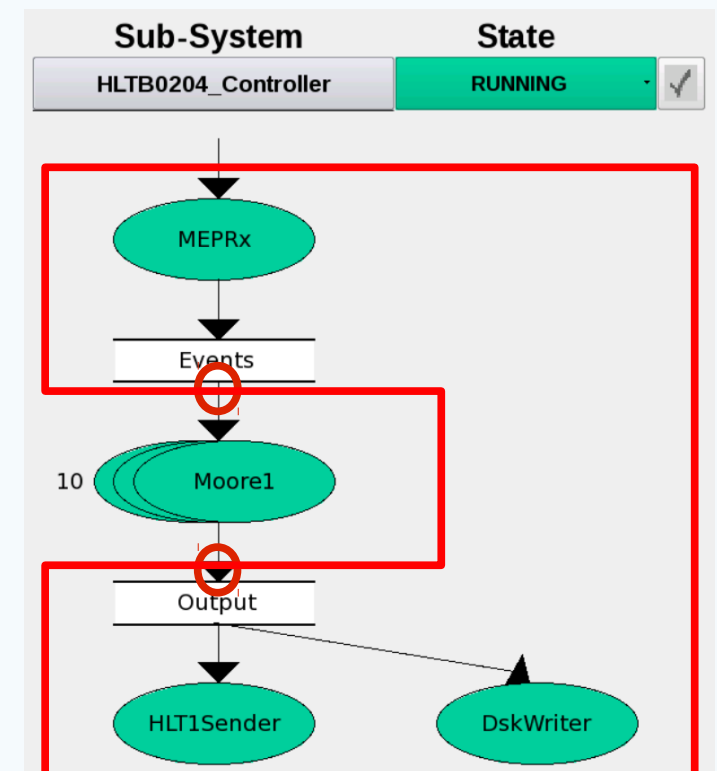 Sub-System State
HLTB0204_Controller RUNNING
MEPRx
Events
10 Moore1
Output
HLT1Sender DskWriter